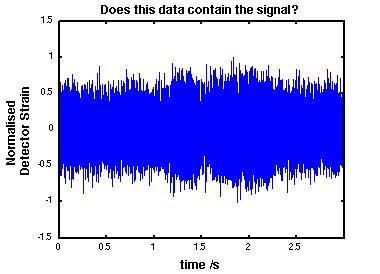 Does this data contain the signal?
1.5
1
0.5
0
-0.5
-1
-1.5
Normalised
Detector Strain
0 0.5 1 1.5 2 2.5
time /s